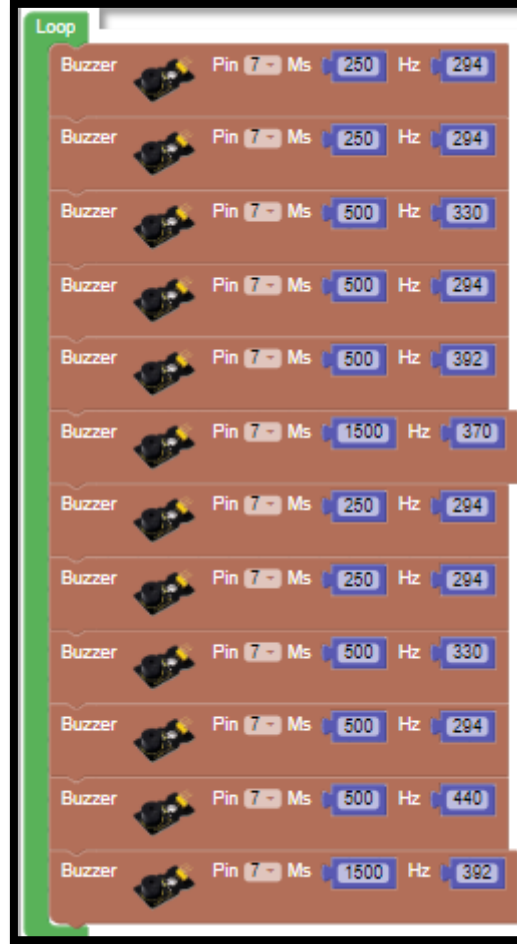 Loop
Buzzer Pin 7 Ms 250 Hz 294
Buzzer Pin 7 Ms 250 Hz 294
Buzzer Pin 7 Ms 500 Hz 330
Buzzer Pin 7 Ms 500 Hz 294
Buzzer Pin 7 Ms 500 Hz 392
Buzzer Pin 7 Ms 1500 Hz 370
Buzzer Pin 7 Ms 250 Hz 294
Buzzer Pin 7 Ms 250 Hz 294
Buzzer Pin 7 Ms 500 Hz 330
Buzzer Pin 7 Ms 500 Hz 294
Buzzer Pin 7 Ms 500 Hz 440
Buzzer Pin 7 Ms 1500 Hz 392